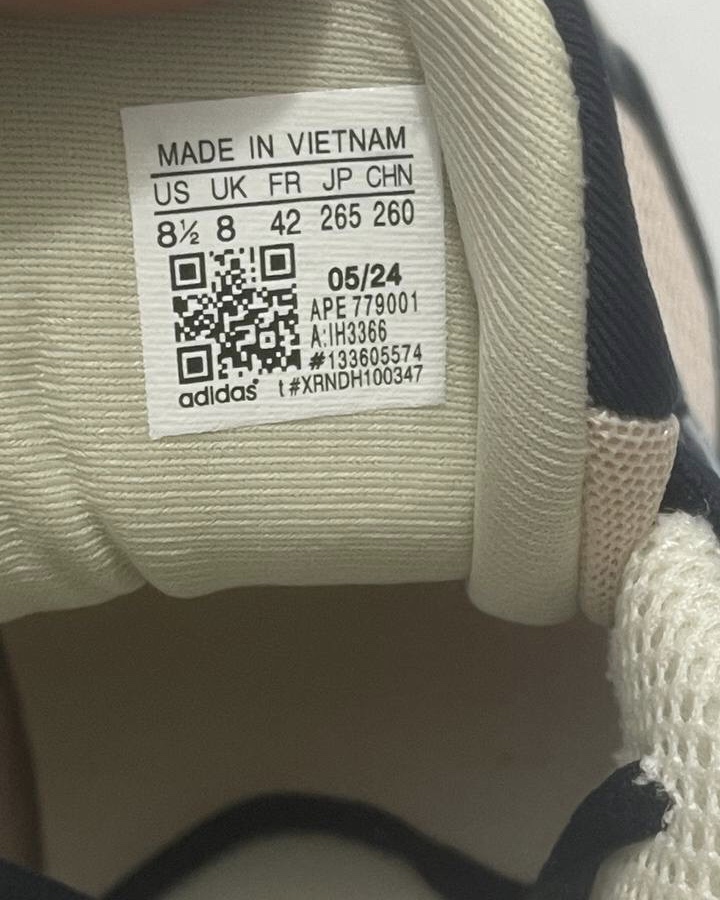 MADE IN VIETNAM
US UK FR JP CHN
8½ 8 42 265 260
05/24
APE 779001
A:IH3366
#133605574
adidas t#XRNDH100347